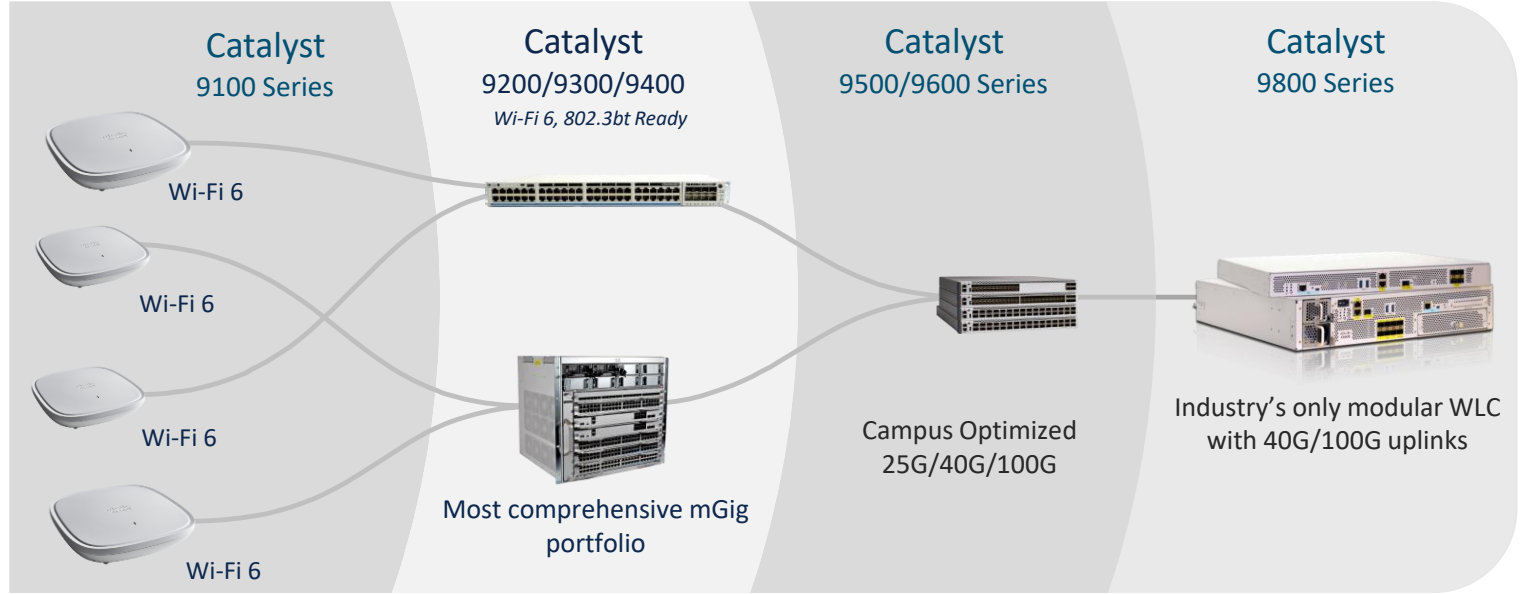 Catalyst
9100 Series
Wi-Fi 6
Wi-Fi 6
Wi-Fi 6
Wi-Fi 6
Catalyst
9200/9300/9400
Wi-Fi 6, 802.3bt Ready
Most comprehensive mGig
portfolio
Catalyst
9500/9600 Series
Campus Optimized
25G/40G/100G
Catalyst
9800 Series
Industry’s only modular WLC
with 40G/100G uplinks